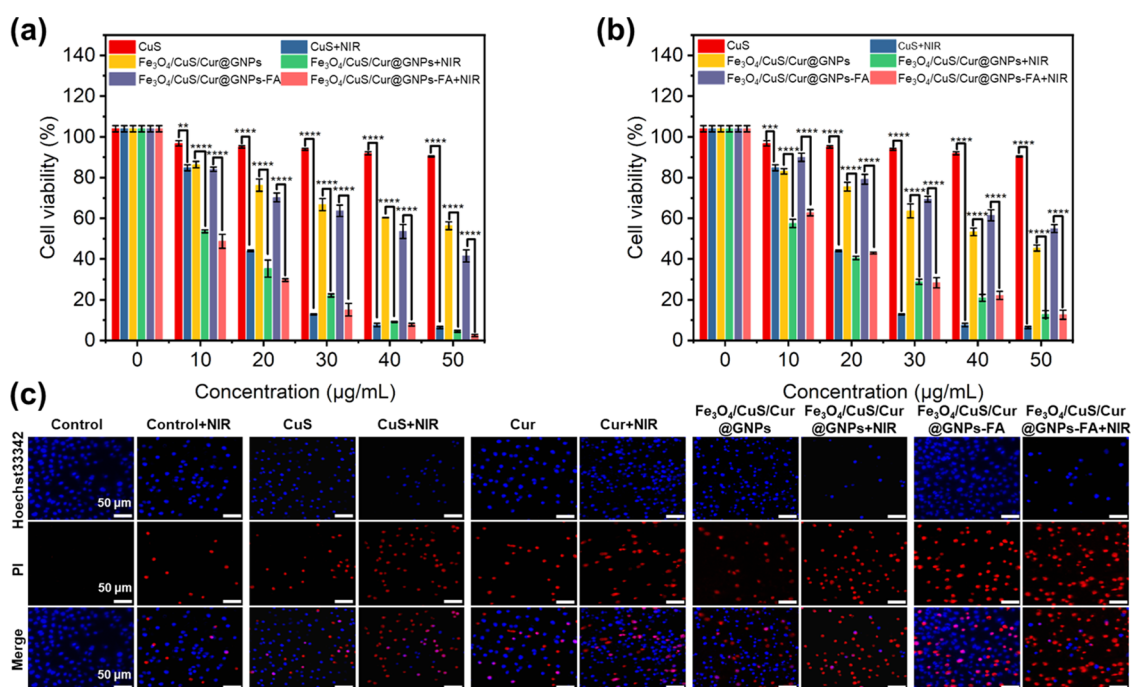 (a)
140
120
100
80
60
40
20
0
Cell viability (%)
CuS
CuS+NIR
Fe₃O₄/CuS/Cur@GNPs
Fe₃O₄/CuS/Cur@GNPs+NIR
Fe₃O₄/CuS/Cur@GNPs-FA
Fe₃O₄/CuS/Cur@GNPs-FA+NIR
** **** ****
**** **** ****
**** **** ****
**** **** ****
**** **** ****
0 10 20 30 40 50
Concentration (µg/mL)
(b)
140
120
100
80
60
40
20
0
Cell viability (%)
CuS
CuS+NIR
Fe₃O₄/CuS/Cur@GNPs
Fe₃O₄/CuS/Cur@GNPs+NIR
Fe₃O₄/CuS/Cur@GNPs-FA
Fe₃O₄/CuS/Cur@GNPs-FA+NIR
*** **** ****
**** **** ****
**** **** ****
**** **** ****
**** **** ****
0 10 20 30 40 50
Concentration (µg/mL)
(c)
Control
Control+NIR
CuS
CuS+NIR
Cur
Cur+NIR
Fe₃O₄/CuS/Cur
@GNPs
Fe₃O₄/CuS/Cur
@GNPs+NIR
Fe₃O₄/CuS/Cur
@GNPs-FA
Fe₃O₄/CuS/Cur
@GNPs-FA+NIR
Hoechst33342
50 µm
PI
50 µm
Merge
50 µm